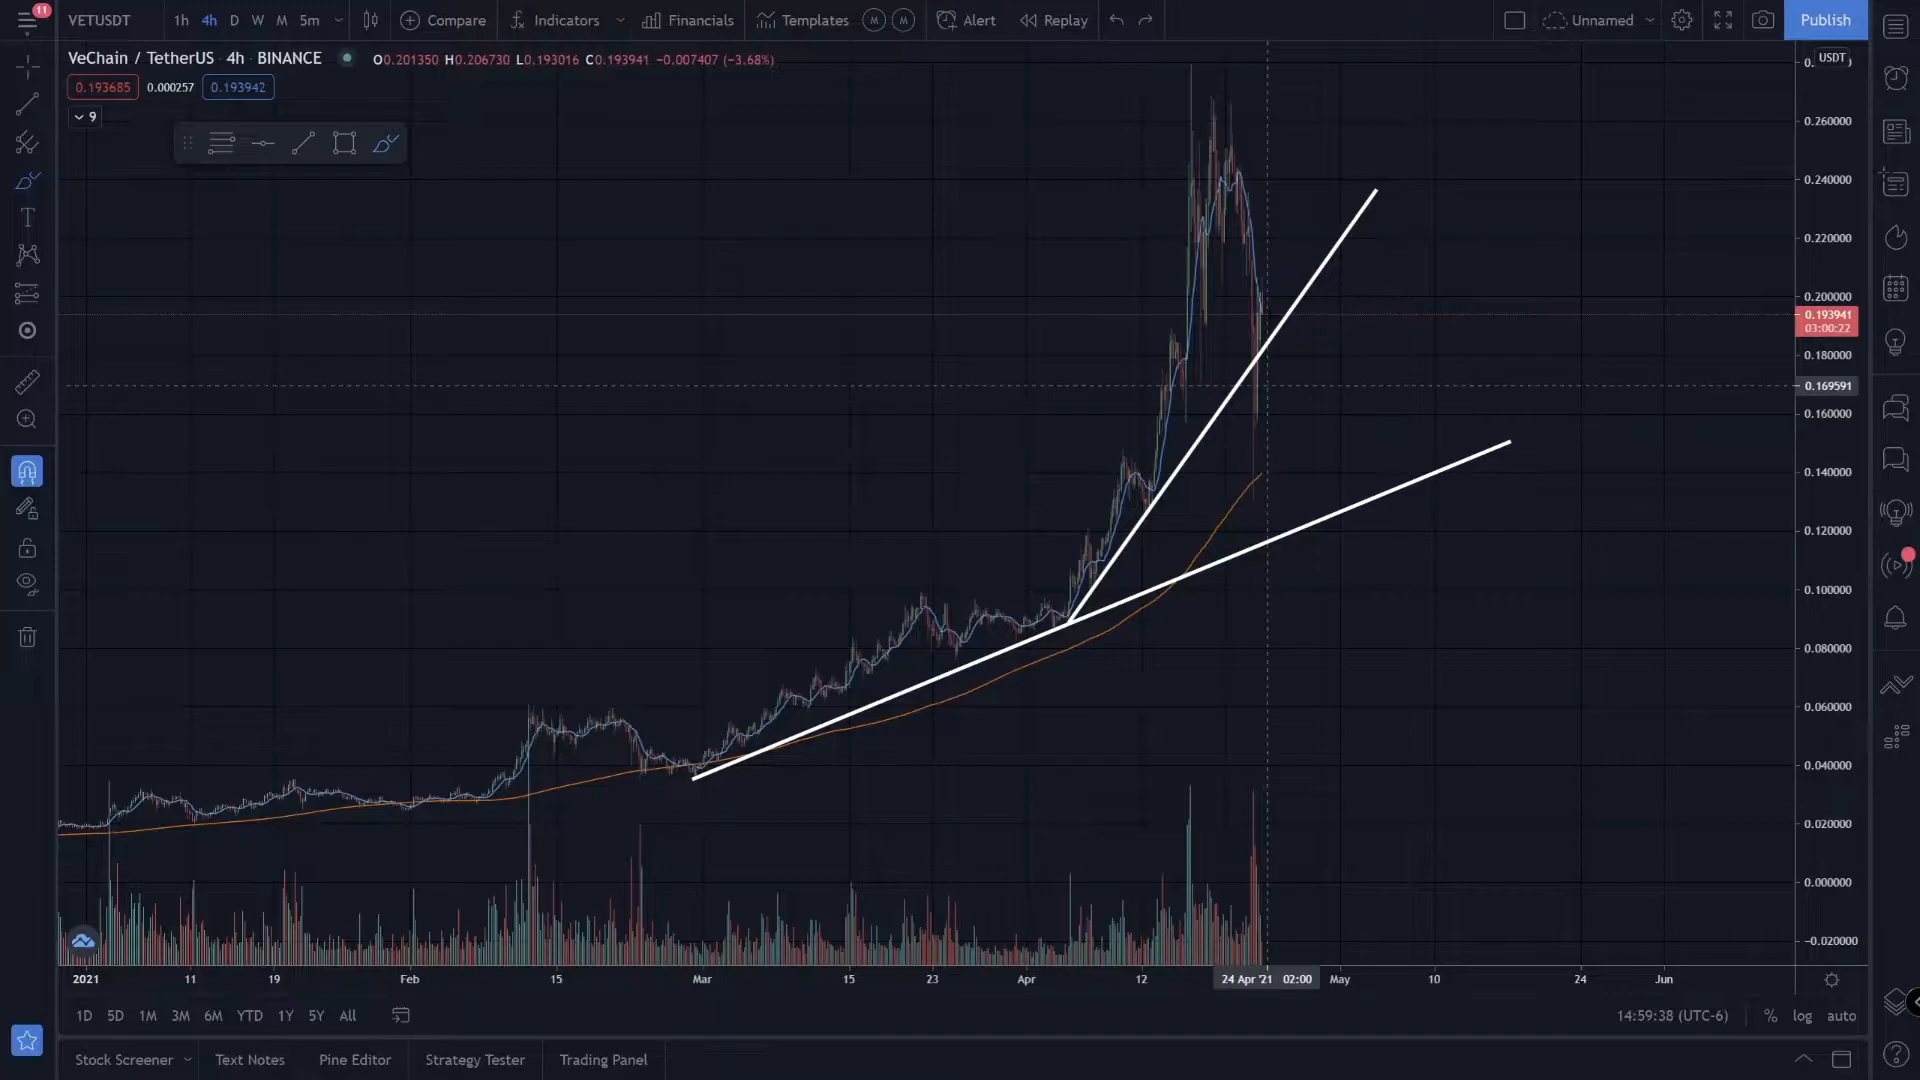 11
VETUSDT 1h 4h D W M 5m Compare Indicators Financials Templates M M Alert Replay Unnamed Publish
VeChain / TetherUS · 4h · BINANCE O0.201350 H0.206730 L0.193016 C0.193941 −0.007407 (−3.68%)
0.193685 0.000257 0.193942
9
USDT
0.260000
0.240000
0.220000
0.200000
0.193941
03:00:22
0.180000
0.169591
0.160000
0.140000
0.120000
0.100000
0.080000
0.060000
0.040000
0.020000
0.000000
−0.020000
2021 11 19 Feb 15 Mar 15 23 Apr 12 24 Apr '21 02:00 May 10 24 Jun
1D 5D 1M 3M 6M YTD 1Y 5Y All 14:59:38 (UTC-6) % log auto
Stock Screener Text Notes Pine Editor Strategy Tester Trading Panel